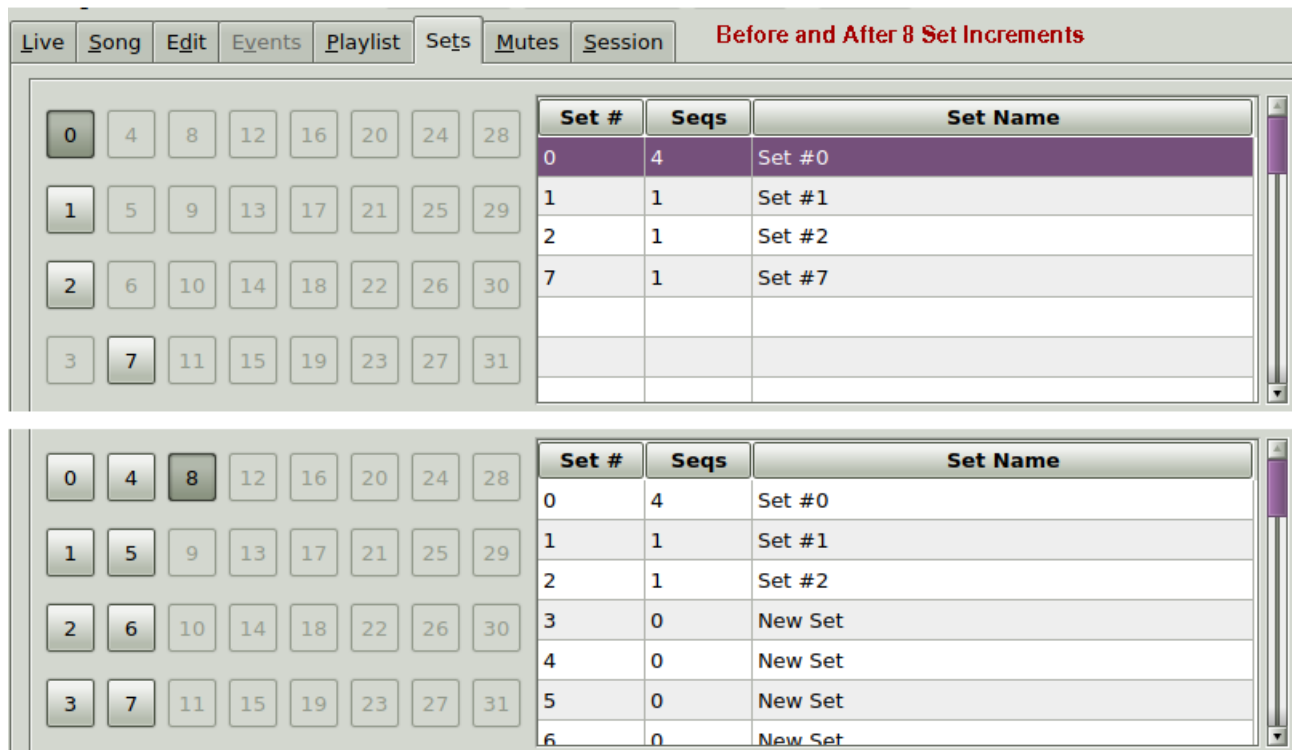 Live Song Edit Events Playlist Sets Mutes Session Before and After 8 Set Increments
0 4 8 12 16 20 24 28
1 5 9 13 17 21 25 29
2 6 10 14 18 22 26 30
3 7 11 15 19 23 27 31
Set # Seqs Set Name
0 4 Set #0
1 1 Set #1
2 1 Set #2
7 1 Set #7
0 4 8 12 16 20 24 28
1 5 9 13 17 21 25 29
2 6 10 14 18 22 26 30
3 7 11 15 19 23 27 31
Set # Seqs Set Name
0 4 Set #0
1 1 Set #1
2 1 Set #2
3 0 New Set
4 0 New Set
5 0 New Set
6 0 New Set